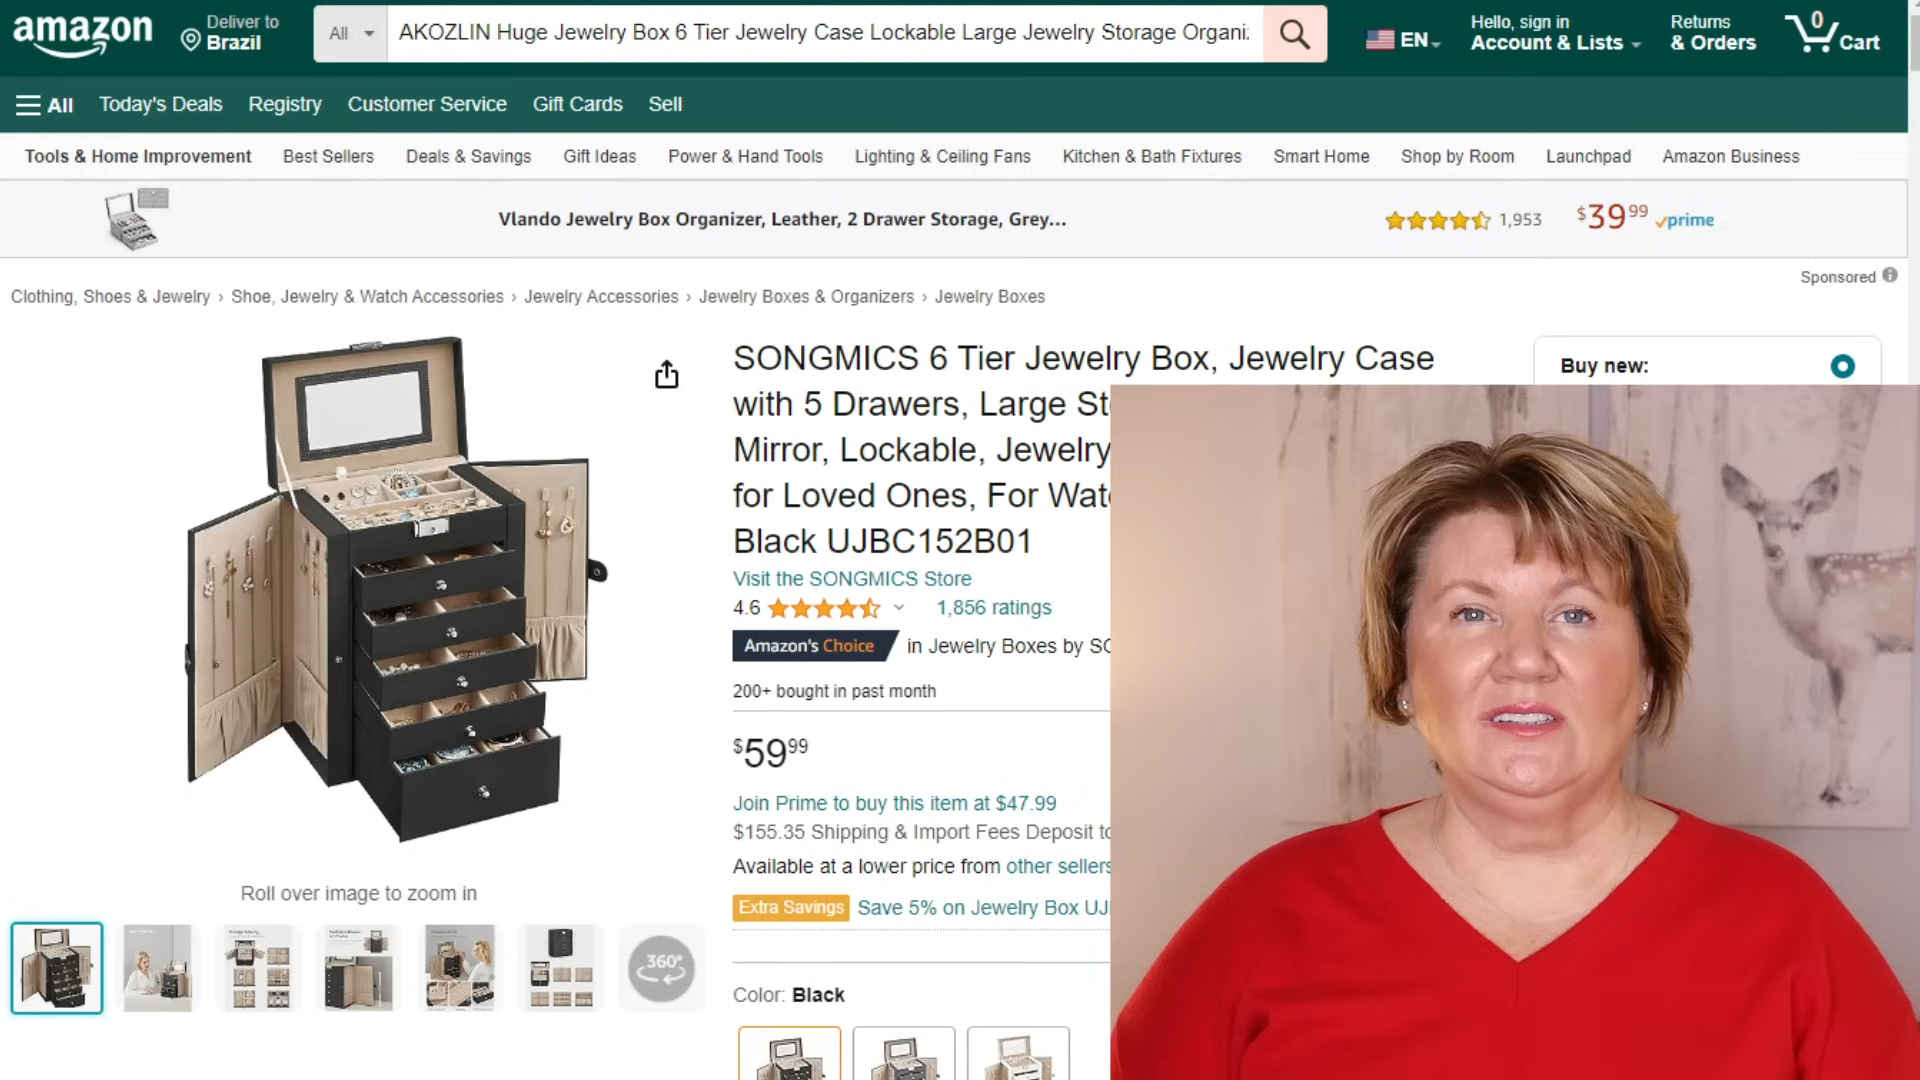 amazon
Deliver to
Brazil
All
AKOZLIN Huge Jewelry Box 6 Tier Jewelry Case Lockable Large Jewelry Storage Organi
EN
Hello, sign in
Account & Lists
Returns
& Orders
0
Cart
All
Today's Deals
Registry
Customer Service
Gift Cards
Sell
Tools & Home Improvement
Best Sellers
Deals & Savings
Gift Ideas
Power & Hand Tools
Lighting & Ceiling Fans
Kitchen & Bath Fixtures
Smart Home
Shop by Room
Launchpad
Amazon Business
Vlando Jewelry Box Organizer, Leather, 2 Drawer Storage, Grey...
1,953
$39 99
prime
Sponsored
Clothing, Shoes & Jewelry › Shoe, Jewelry & Watch Accessories › Jewelry Accessories › Jewelry Boxes & Organizers › Jewelry Boxes
SONGMICS 6 Tier Jewelry Box, Jewelry Case
with 5 Drawers, Large St
Mirror, Lockable, Jewelry
for Loved Ones, For Wat
Black UJBC152B01
Visit the SONGMICS Store
4.6
1,856 ratings
Amazon's Choice
in Jewelry Boxes by SO
200+ bought in past month
$59 99
Join Prime to buy this item at $47.99
$155.35 Shipping & Import Fees Deposit to
Available at a lower price from other sellers
Extra Savings
Save 5% on Jewelry Box UJ
Color: Black
Buy new:
Roll over image to zoom in
360°